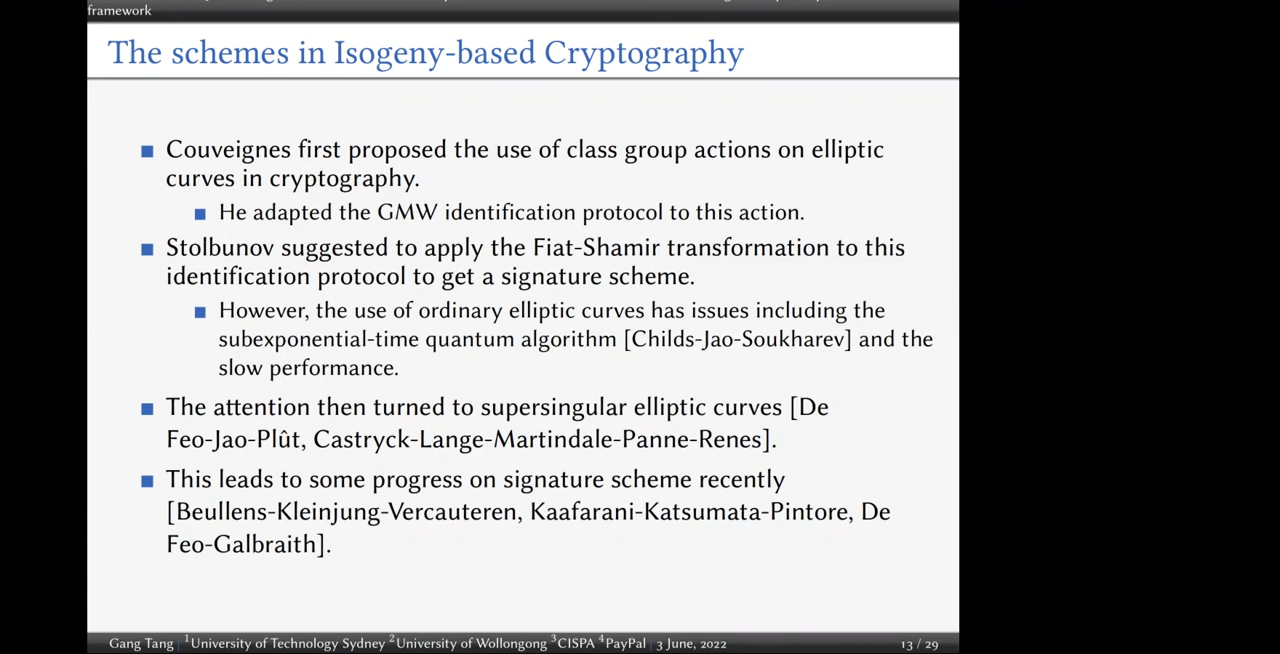 framework
The schemes in Isogeny-based Cryptography
Couveignes first proposed the use of class group actions on elliptic
curves in cryptography.
He adapted the GMW identification protocol to this action.
Stolbunov suggested to apply the Fiat-Shamir transformation to this
identification protocol to get a signature scheme.
However, the use of ordinary elliptic curves has issues including the
subexponential-time quantum algorithm [Childs-Jao-Soukharev] and the
slow performance.
The attention then turned to supersingular elliptic curves [De
Feo-Jao-Plût, Castryck-Lange-Martindale-Panne-Renes].
This leads to some progress on signature scheme recently
[Beullens-Kleinjung-Vercauteren, Kaafarani-Katsumata-Pintore, De
Feo-Galbraith].
Gang Tang | ¹University of Technology Sydney ²University of Wollongong ³CISPA ⁴PayPal | 3 June, 2022 13 / 29